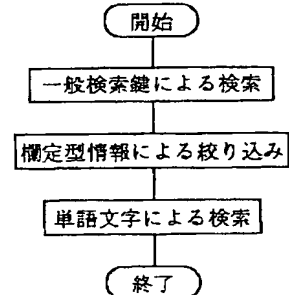 開始
一般検索鍵による検索
欄定型情報による絞り込み
単語文字による検索
終了